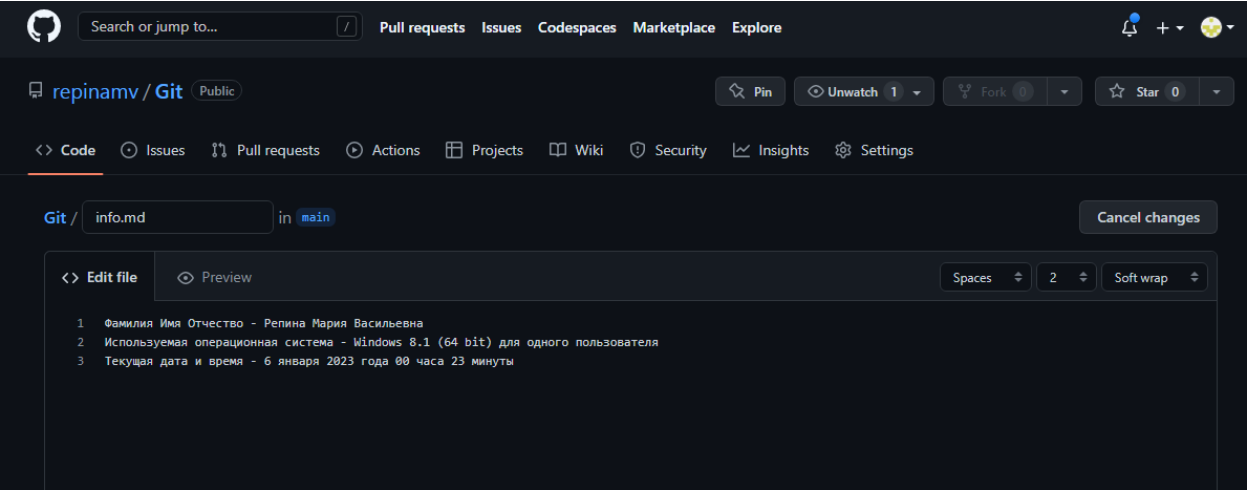 Search or jump to... / Pull requests Issues Codespaces Marketplace Explore
repinamv / Git Public Pin Unwatch 1 Fork 0 Star 0
Code Issues Pull requests Actions Projects Wiki Security Insights Settings
Git / info.md in main Cancel changes
Edit file Preview Spaces 2 Soft wrap
1 Фамилия Имя Отчество - Репина Мария Васильевна
2 Используемая операционная система - Windows 8.1 (64 bit) для одного пользователя
3 Текущая дата и время - 6 января 2023 года 00 часа 23 минуты